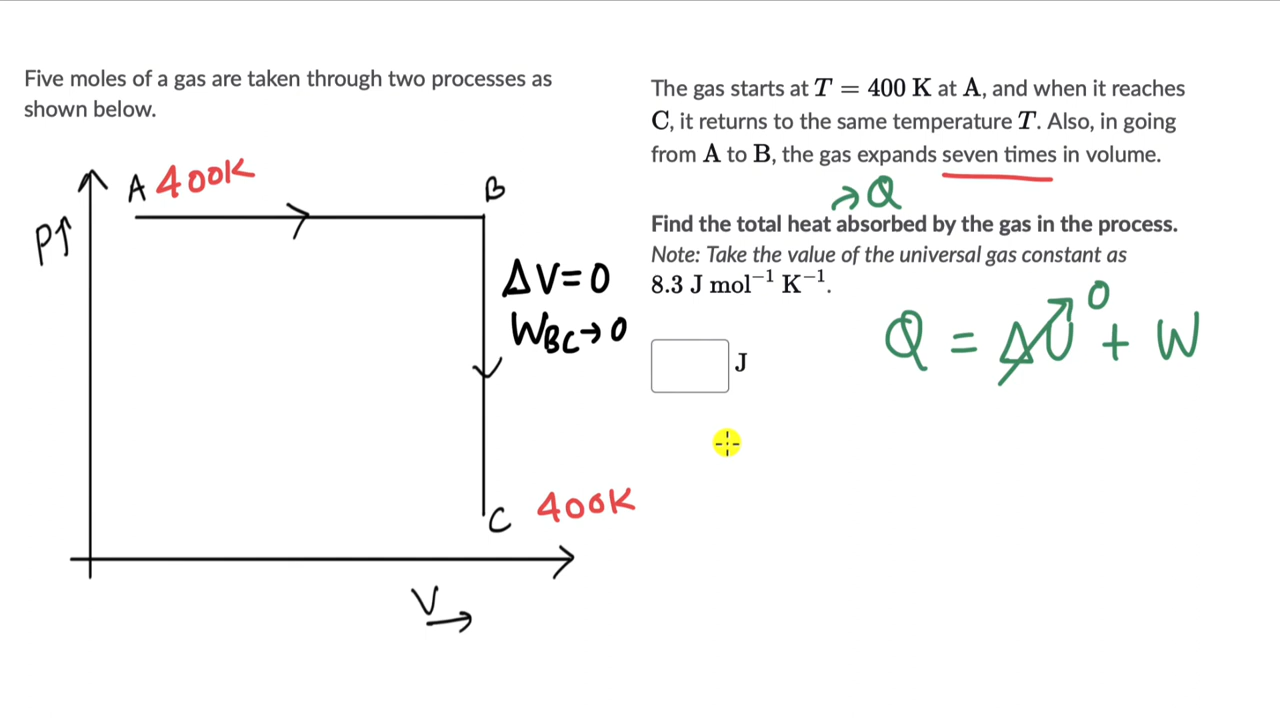 Five moles of a gas are taken through two processes as
shown below.
A 400K
B
P↑
ΔV=0
W_BC→0
C 400K
V→
The gas starts at T = 400 K at A, and when it reaches
C, it returns to the same temperature T. Also, in going
from A to B, the gas expands seven times in volume.
→Q
Find the total heat absorbed by the gas in the process.
Note: Take the value of the universal gas constant as
8.3 J mol⁻¹ K⁻¹.
Q = ΔU⁰ + W
J